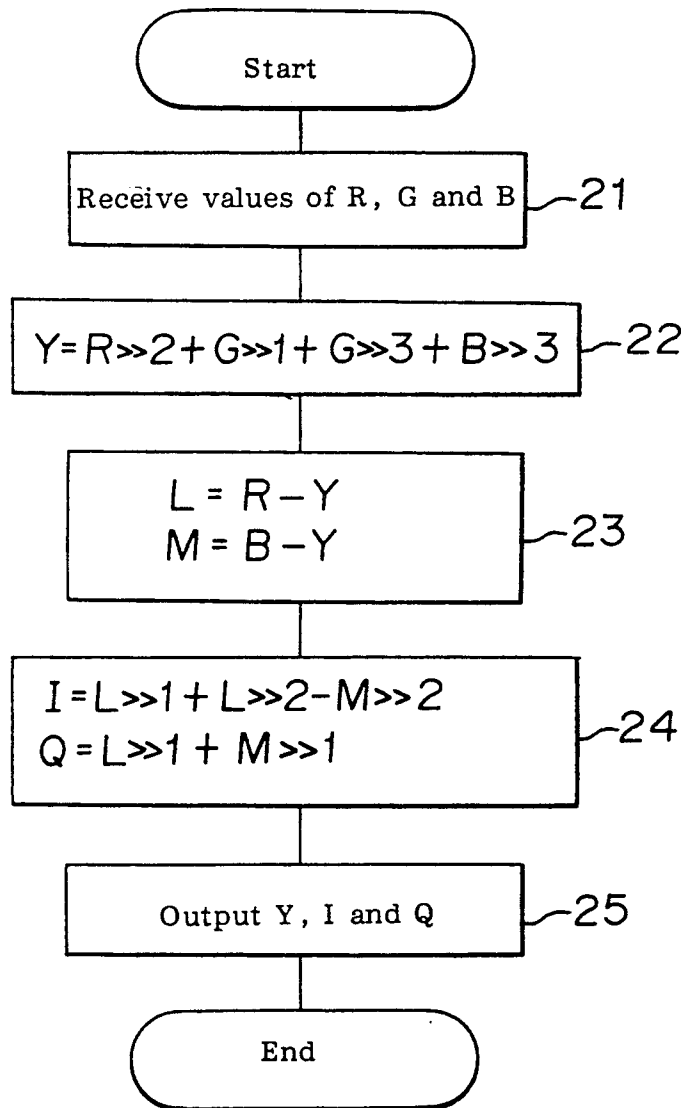 Start
Receive values of R, G and B
21
Y=R>>2+G>>1+G>>3+B>>3
22
L = R-Y
M = B-Y
23
I=L>>1+L>>2-M>>2
Q=L>>1+M>>1
24
Output Y, I and Q
25
End